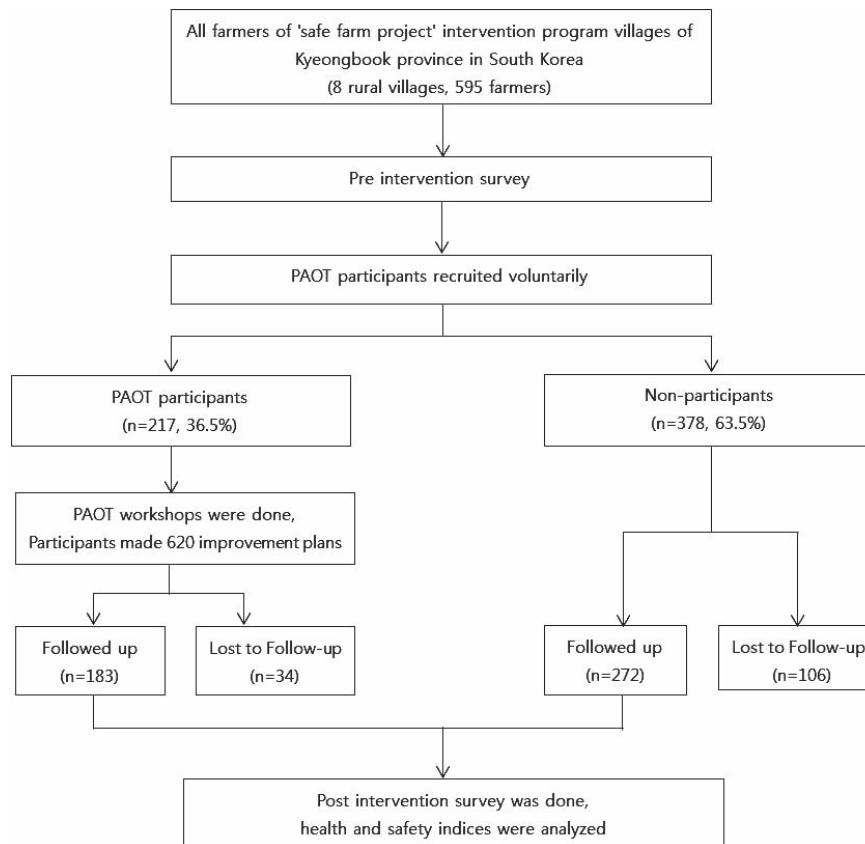 All farmers of 'safe farm project' intervention program villages of
Kyeongbook province in South Korea
(8 rural villages, 595 farmers)
Pre intervention survey
PAOT participants recruited voluntarily
PAOT participants
(n=217, 36.5%)
Non-participants
(n=378, 63.5%)
PAOT workshops were done,
Participants made 620 improvement plans
Followed up
(n=183)
Lost to Follow-up
(n=34)
Followed up
(n=272)
Lost to Follow-up
(n=106)
Post intervention survey was done,
health and safety indices were analyzed